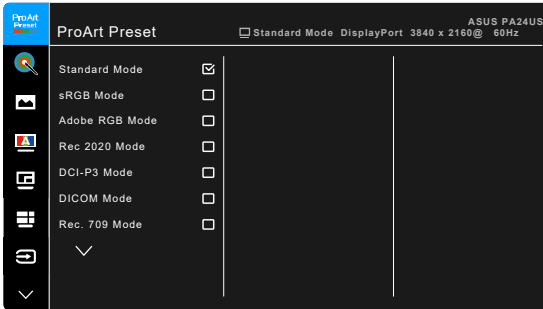 ProArt
Preset
ProArt Preset
ASUS PA24US
Standard Mode DisplayPort 3840 x 2160@ 60Hz
Standard Mode
sRGB Mode
Adobe RGB Mode
Rec 2020 Mode
DCI-P3 Mode
DICOM Mode
Rec. 709 Mode
A